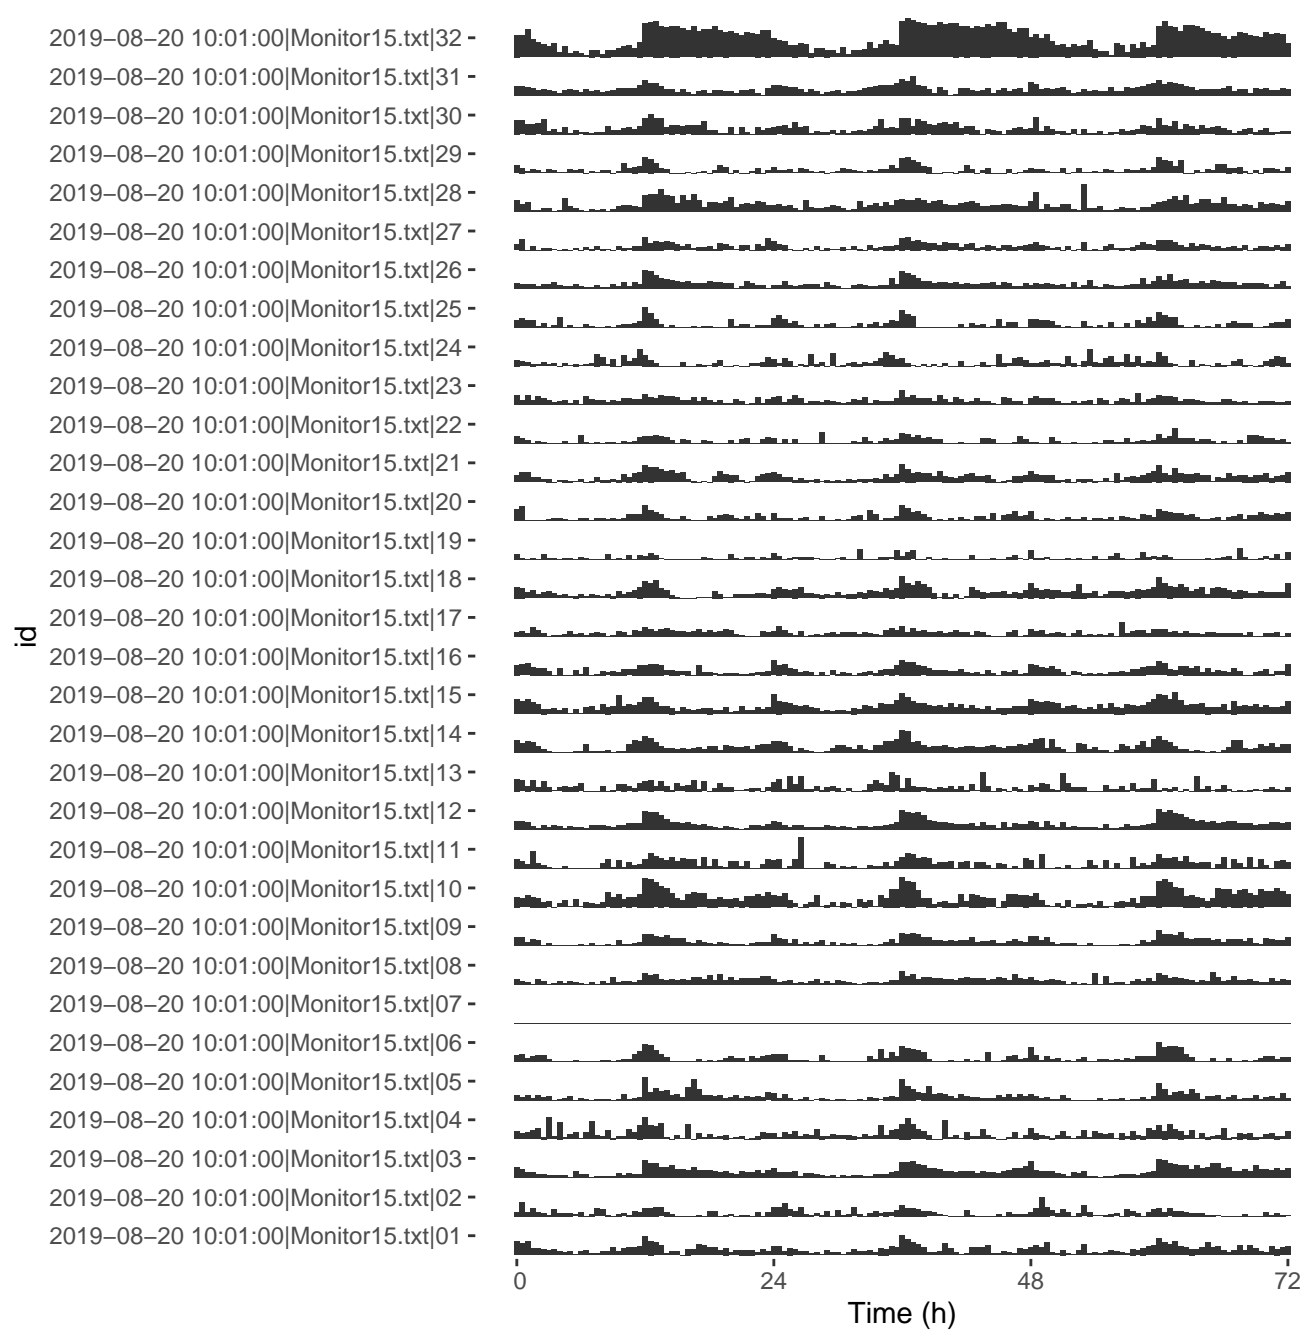 2019–08–20 10:01:00|Monitor15.txt|32
2019–08–20 10:01:00|Monitor15.txt|31
2019–08–20 10:01:00|Monitor15.txt|30
2019–08–20 10:01:00|Monitor15.txt|29
2019–08–20 10:01:00|Monitor15.txt|28
2019–08–20 10:01:00|Monitor15.txt|27
2019–08–20 10:01:00|Monitor15.txt|26
2019–08–20 10:01:00|Monitor15.txt|25
2019–08–20 10:01:00|Monitor15.txt|24
2019–08–20 10:01:00|Monitor15.txt|23
2019–08–20 10:01:00|Monitor15.txt|22
2019–08–20 10:01:00|Monitor15.txt|21
2019–08–20 10:01:00|Monitor15.txt|20
2019–08–20 10:01:00|Monitor15.txt|19
2019–08–20 10:01:00|Monitor15.txt|18
2019–08–20 10:01:00|Monitor15.txt|17
id
2019–08–20 10:01:00|Monitor15.txt|16
2019–08–20 10:01:00|Monitor15.txt|15
2019–08–20 10:01:00|Monitor15.txt|14
2019–08–20 10:01:00|Monitor15.txt|13
2019–08–20 10:01:00|Monitor15.txt|12
2019–08–20 10:01:00|Monitor15.txt|11
2019–08–20 10:01:00|Monitor15.txt|10
2019–08–20 10:01:00|Monitor15.txt|09
2019–08–20 10:01:00|Monitor15.txt|08
2019–08–20 10:01:00|Monitor15.txt|07
2019–08–20 10:01:00|Monitor15.txt|06
2019–08–20 10:01:00|Monitor15.txt|05
2019–08–20 10:01:00|Monitor15.txt|04
2019–08–20 10:01:00|Monitor15.txt|03
2019–08–20 10:01:00|Monitor15.txt|02
2019–08–20 10:01:00|Monitor15.txt|01
0 24 48 72
Time (h)